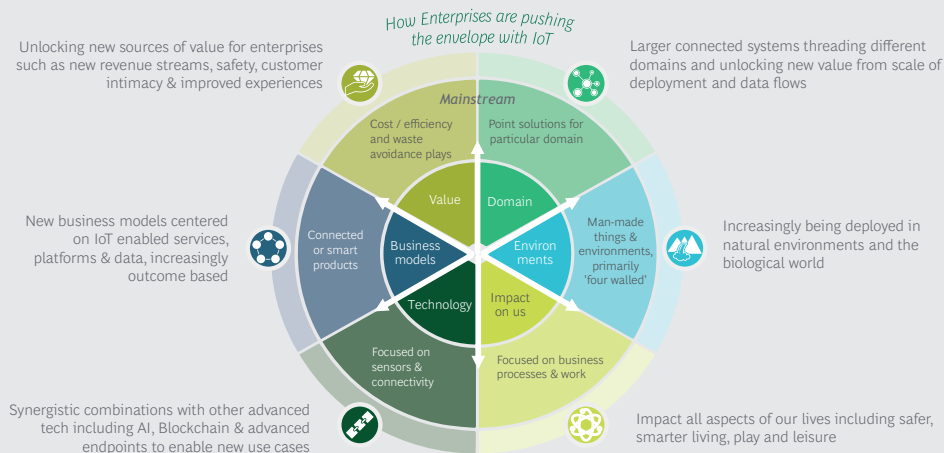 How Enterprises are pushing
the envelope with IoT
Unlocking new sources of value for enterprises
such as new revenue streams, safety, customer
intimacy & improved experiences
Larger connected systems threading different
domains and unlocking new value from scale of
deployment and data flows
Mainstream
Cost / efficiency
and waste
avoidance plays
Point solutions for
particular domain
Value
Domain
New business models centered
on IoT enabled services,
platforms & data, increasingly
outcome based
Connected
or smart
products
Business
models
Environ
ments
Man-made
things &
environments,
primarily
'four walled'
Increasingly being deployed in
natural environments and the
biological world
Technology
Impact
on us
Focused on
sensors &
connectivity
Focused on business
processes & work
Synergistic combinations with other advanced
tech including AI, Blockchain & advanced
endpoints to enable new use cases
Impact all aspects of our lives including safer,
smarter living, play and leisure